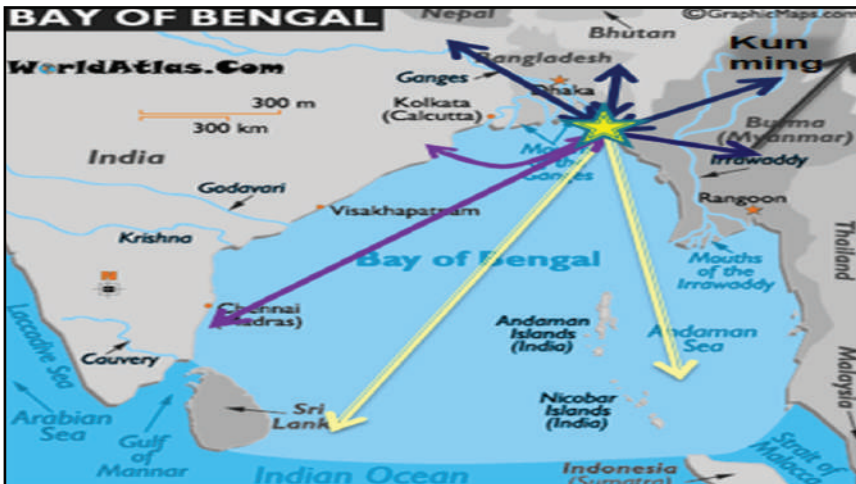 BAY OF BENGAL
Nepal
©GraphicMaps.com
Bhutan
WorldAtlas.Com
Bangladesh
Kun
ming
Ganges
Dhaka
300 m
300 km
Kolkata
(Calcutta)
Burma
(Myanmar)
India
Ganges
Irrawaddy
Godavari
Rangoon
Visakhapatnam
Krishna
Bay of Bengal
Mouths
of the
Irrawaddy
Thailand
Laccadive Sea
Chennai
(Madras)
Andaman
Islands
(India)
Andaman
Sea
Cauvery
Malaysia
Arabian
Sea
Gulf
of
Mannar
Sri
Lank
Nicobar
Islands
(India)
Strait of
Malacca
Indian Ocean
Indonesia
(Sumatra)